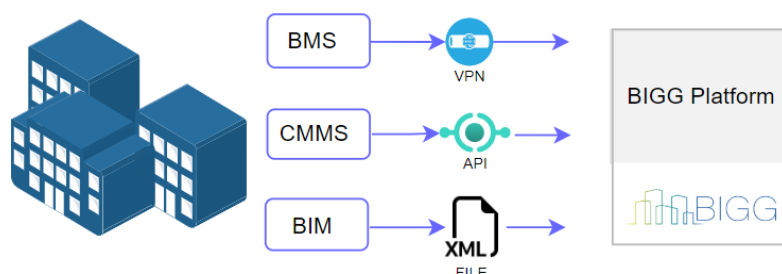 BMS
VPN
BIGG Platform
CMMS
API
BIGG
BIM
XML
FILE